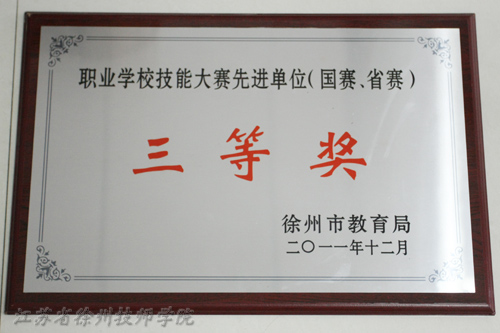 职业学校技能大赛先进单位(国赛、省赛)
三等奖
徐州市教育局
二〇一一年十二月
江苏省徐州技师学院